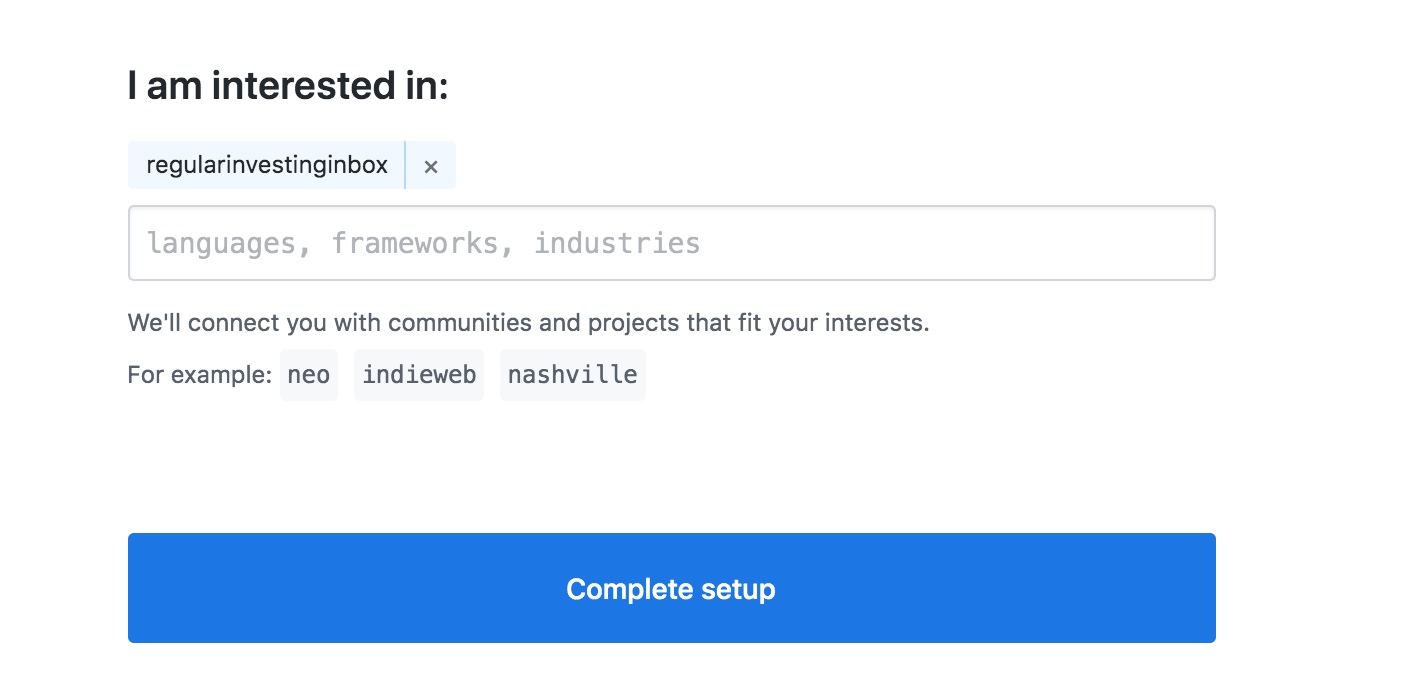 I am interested in:
regularinvestinginbox ×
languages, frameworks, industries
We'll connect you with communities and projects that fit your interests.
For example: neo indieweb nashville
Complete setup